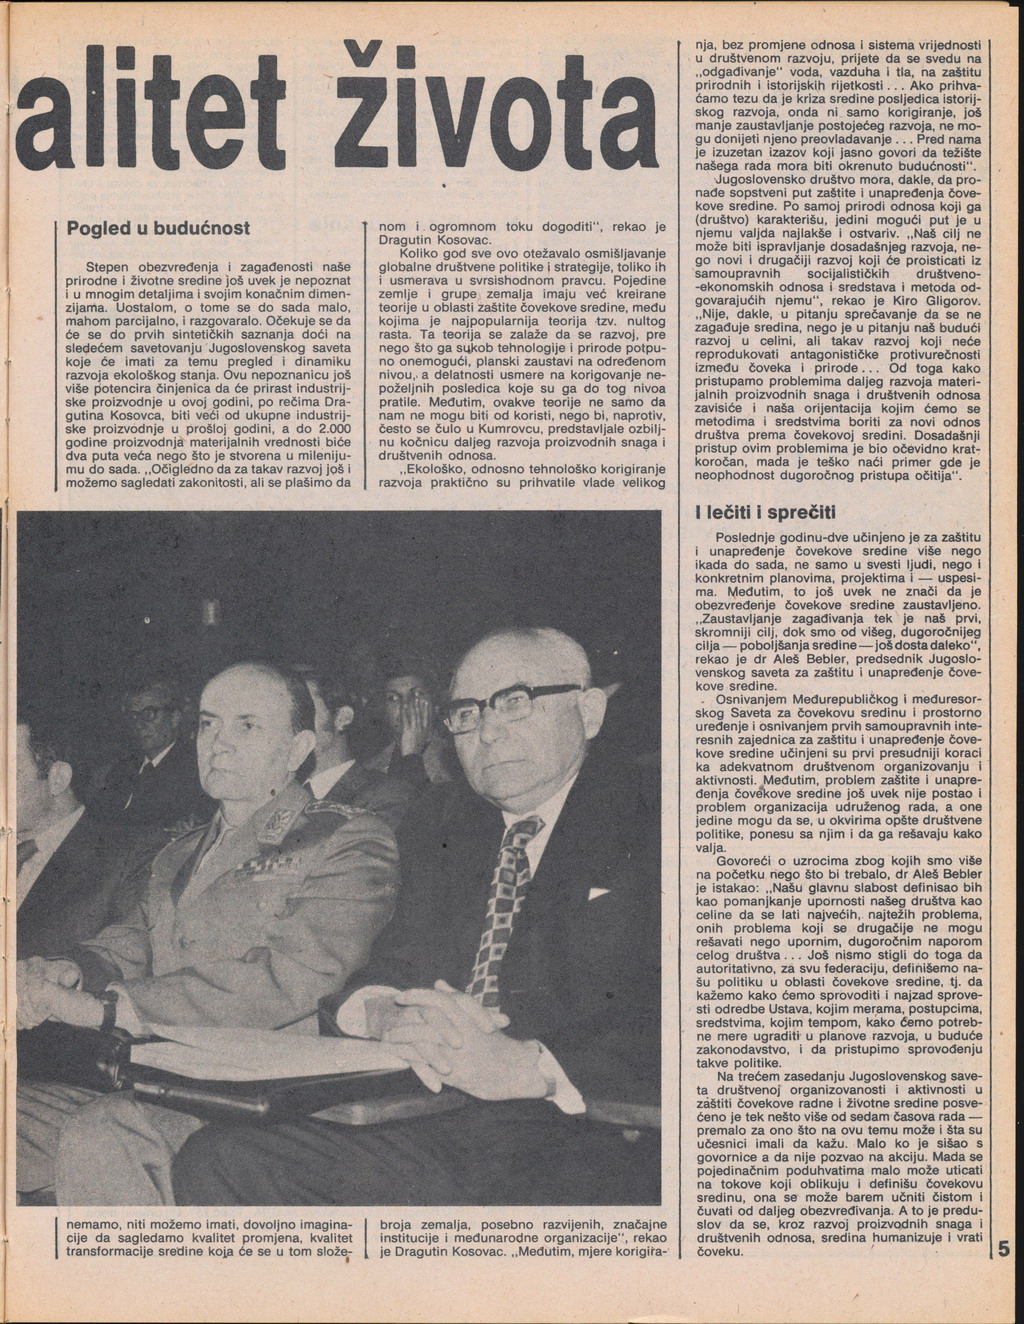 alitet života
Pogled u budućnost
Stepen obezvređenja i zagađenosti naše
prirodne i životne sredine još uvek je nepoznat
i u mnogim detaljima i svojim konačnim dimen-
zijama. Uostalom, o tome se do sada malo,
mahom parcijalno, i razgovaralo. Očekuje se da
će se do prvih sintetičkih saznanja doći na
sledećem savetovanju Jugoslovenskog saveta
koje će imati za temu pregled i dinamiku
razvoja ekološkog stanja. Ovu nepoznanicu još
više potencira činjenica da će prirast industrij-
ske proizvodnje u ovoj godini, po rečima Dra-
gutina Kosovca, biti veći od ukupne industrij-
ske proizvodnje u prošloj godini, a do 2.000
godine proizvodnja materijalnih vrednosti biće
dva puta veća nego što je stvorena u mileniju-
mu do sada. „Očigledno da za takav razvoj još i
možemo sagledati zakonitosti, ali se plašimo da
nemamo, niti možemo imati, dovoljno imagina-
cije da sagledamo kvalitet promjena, kvalitet
transformacije sredine koja će se u tom slože-
nom i ogromnom toku dogoditi“, rekao je
Dragutin Kosovac.
Koliko god sve ovo otežavalo osmišljavanje
globalne društvene politike i strategije, toliko ih
i usmerava u svrsishodnom pravcu. Pojedine
zemlje i grupe zemalja imaju već kreirane
teorije u oblasti zaštite čovekove sredine, među
kojima je najpopularnija teorija tzv. nultog
rasta. Ta teorija se zalaže da se razvoj, pre
nego što ga sukob tehnologije i prirode potpu-
no onemogući, planski zaustavi na određenom
nivou, a delatnosti usmere na korigovanje ne-
poželjnih posledica koje su ga do tog nivoa
pratile. Međutim, ovakve teorije ne samo da
nam ne mogu biti od koristi, nego bi, naprotiv,
često se čulo u Kumrovcu, predstavljale ozbilj-
nu kočnicu daljeg razvoja proizvodnih snaga i
društvenih odnosa.
„Ekološko, odnosno tehnološko korigiranje
razvoja praktično su prihvatile vlade velikog
broja zemalja, posebno razvijenih, značajne
institucije i međunarodne organizacije“, rekao
je Dragutin Kosovac. „Međutim, mjere korigira-
nja, bez promjene odnosa i sistema vrijednosti
u društvenom razvoju, prijete da se svedu na
„odgađivanje“ voda, vazduha i tla, na zaštitu
prirodnih i istorijskih rijetkosti . . . Ako prihva-
ćamo tezu da je kriza sredine posljedica istorij-
skog razvoja, onda ni samo korigiranje, još
manje zaustavljanje postojećeg razvoja, ne mo-
gu donijeti njeno preovladavanje . . . Pred nama
je izuzetan izazov koji jasno govori da težište
našega rada mora biti okrenuto budućnosti“.
Jugoslovensko društvo mora, dakle, da pro-
nađe sopstveni put zaštite i unapređenja čove-
kove sredine. Po samoj prirodi odnosa koji ga
(društvo) karakterišu, jedini mogući put je u
njemu valjda najlakše i ostvariv. „Naš cilj ne
može biti ispravljanje dosadašnjeg razvoja, ne-
go novi i drugačiji razvoj koji će proisticati iz
samoupravnih socijalističkih društveno-
-ekonomskih odnosa i sredstava i metoda od-
govarajućih njemu“, rekao je Kiro Gligorov.
„Nije, dakle, u pitanju sprečavanje da se ne
zagađuje sredina, nego je u pitanju naš budući
razvoj u celini, ali takav razvoj koji neće
reprodukovati antagonističke protivurečnosti
između čoveka i prirode . . . Od toga kako
pristupamo problemima daljeg razvoja materi-
jalnih proizvodnih snaga i društvenih odnosa
zavisiće i naša orijentacija kojim ćemo se
metodima i sredstvima boriti za novi odnos
društva prema čovekovoj sredini. Dosadašnji
pristup ovim problemima je bio očevidno krat-
koročan, mada je teško naći primer gde je
neophodnost dugoročnog pristupa očitija“.
I lečiti i sprečiti
Poslednje godinu-dve učinjeno je za zaštitu
i unapređenje čovekove sredine više nego
ikada do sada, ne samo u svesti ljudi, nego i
konkretnim planovima, projektima i — uspesi-
ma. Međutim, to još uvek ne znači da je
obezvređenje čovekove sredine zaustavljeno.
„Zaustavljanje zagađivanja tek je naš prvi,
skromniji cilj, dok smo od višeg, dugoročnijeg
cilja — poboljšanja sredine — još dosta daleko“,
rekao je dr Aleš Bebler, predsednik Jugoslo-
venskog saveta za zaštitu i unapređenje čove-
kove sredine.
Osnivanjem Međurepubličkog i međuresor-
skog Saveta za čovekovu sredinu i prostorno
uređenje i osnivanjem prvih samoupravnih inte-
resnih zajednica za zaštitu i unapređenje čove-
kove sredine učinjeni su prvi presudniji koraci
ka adekvatnom društvenom organizovanju i
aktivnosti. Međutim, problem zaštite i unapre-
đenja čovekove sredine još uvek nije postao i
problem organizacija udruženog rada, a one
jedine mogu da se, u okvirima opšte društvene
politike, ponesu sa njim i da ga rešavaju kako
valja.
Govoreći o uzrocima zbog kojih smo više
na početku nego što bi trebalo, dr Aleš Bebler
je istakao: „Našu glavnu slabost definisao bih
kao pomanjkanje upornosti našeg društva kao
celine da se lati najvećih, najtežih problema,
onih problema koji se drugačije ne mogu
rešavati nego upornim, dugoročnim naporom
celog društva . . . Još nismo stigli do toga da
autoritativno, za svu federaciju, definišemo na-
šu politiku u oblasti čovekove sredine, tj. da
kažemo kako ćemo sprovoditi i najzad sprove-
sti odredbe Ustava, kojim merama, postupcima,
sredstvima, kojim tempom, kako ćemo potreb-
ne mere ugraditi u planove razvoja, u buduće
zakonodavstvo, i da pristupimo sprovođenju
takve politike.
Na trećem zasedanju Jugoslovenskog save-
ta društvenoj organizovanosti i aktivnosti u
zaštiti čovekove radne i životne sredine posve-
ćeno je tek nešto više od sedam časova rada —
premalo za ono što na ovu temu može i šta su
učesnici imali da kažu. Malo ko je sišao s
govornice a da nije pozvao na akciju. Mada se
pojedinačnim poduhvatima malo može uticati
na tokove koji oblikuju i definišu čovekovu
sredinu, ona se može barem učniti čistom i
čuvati od daljeg obezvređivanja. A to je predu-
slov da se, kroz razvoj proizvodnih snaga i
društvenih odnosa, sredina humanizuje i vrati
čoveku.
5